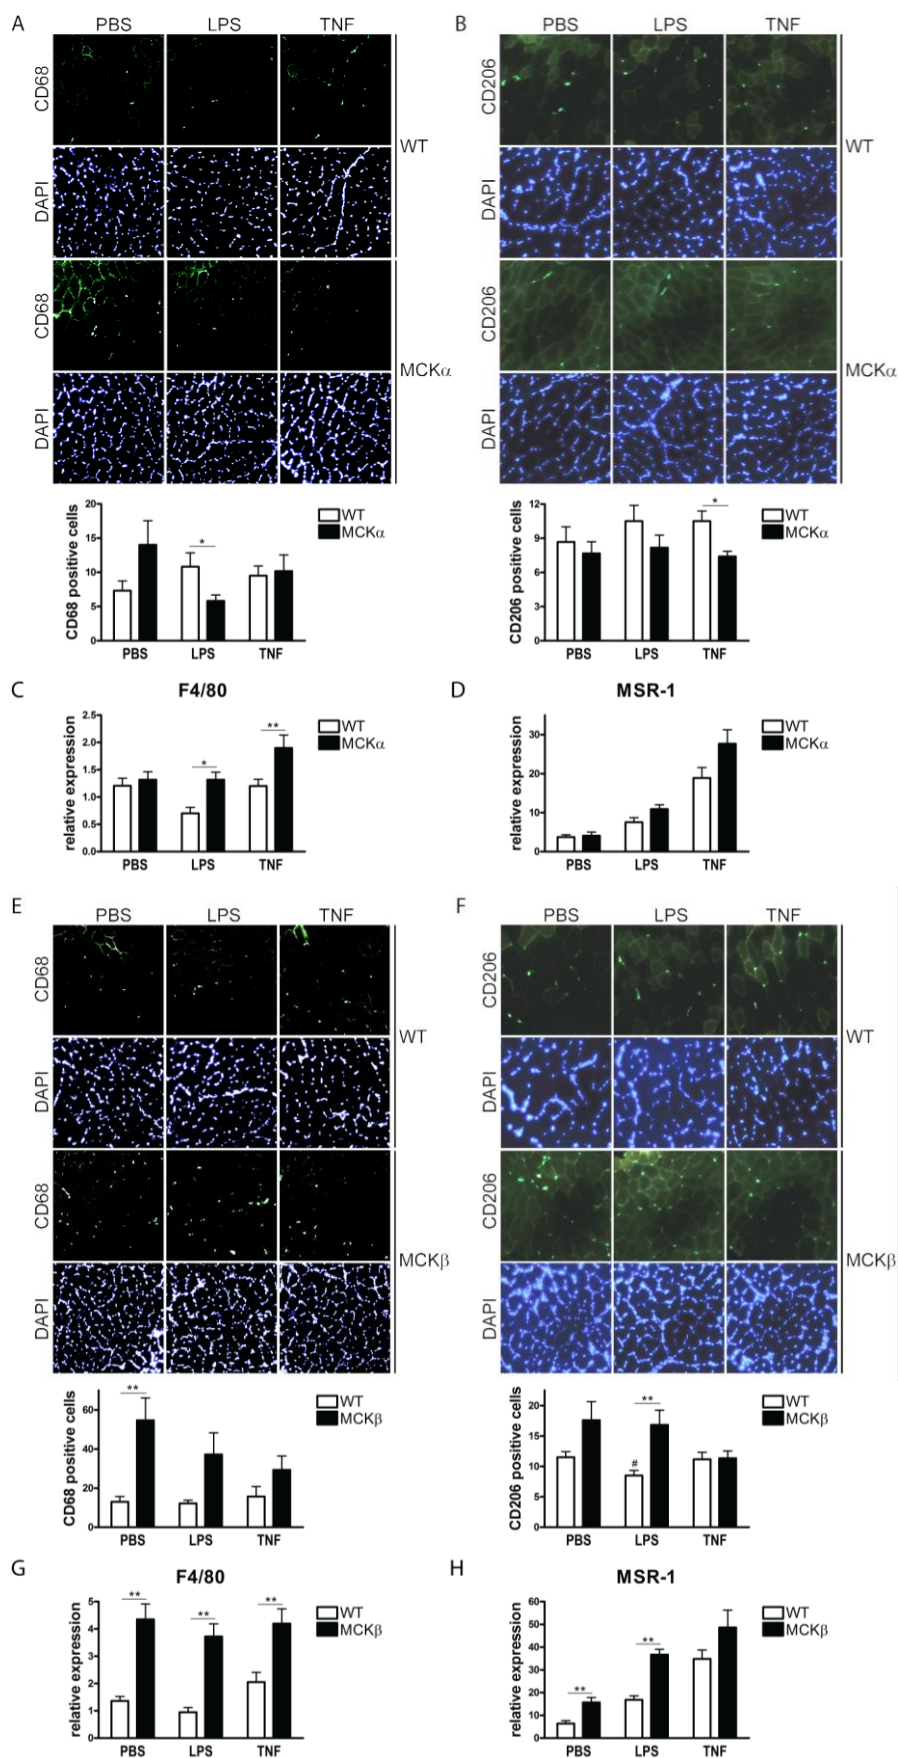 A
PBS LPS TNF
CD68
DAPI
WT
CD68
DAPI
MCKα
CD68 positive cells
20
15
10
5
0
* 
PBS LPS TNF
WT
MCKα
B
PBS LPS TNF
CD206
DAPI
WT
CD206
DAPI
MCKα
CD206 positive cells
12
9
6
3
0
*
PBS LPS TNF
WT
MCKα
C
F4/80
relative expression
2.5
2.0
1.5
1.0
0.5
0.0
* **
PBS LPS TNF
WT
MCKα
D
MSR-1
relative expression
30
20
10
0
PBS LPS TNF
WT
MCKα
E
PBS LPS TNF
CD68
DAPI
WT
CD68
DAPI
MCKβ
CD68 positive cells
60
40
20
0
**
PBS LPS TNF
WT
MCKβ
F
PBS LPS TNF
CD206
DAPI
WT
CD206
DAPI
MCKβ
CD206 positive cells
20
15
10
5
0
**
#
PBS LPS TNF
WT
MCKβ
G
F4/80
relative expression
5
4
3
2
1
0
** ** **
PBS LPS TNF
WT
MCKβ
H
MSR-1
relative expression
60
50
40
30
20
10
0
** **
PBS LPS TNF
WT
MCKβ